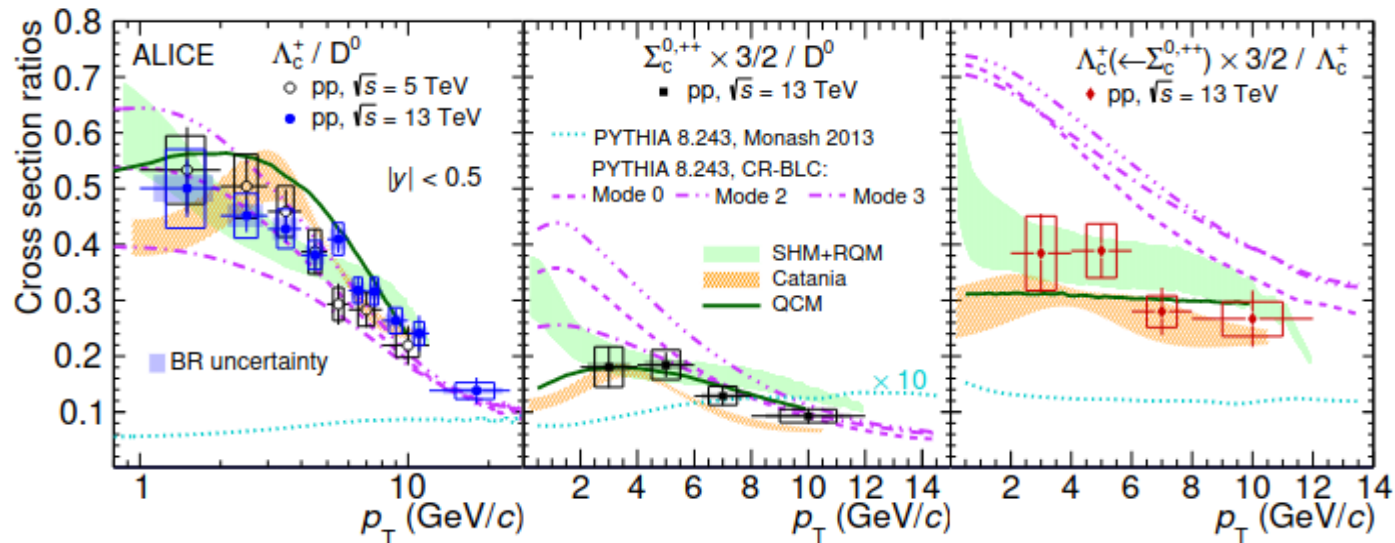 Cross section ratios
0.8
0.7
0.6
0.5
0.4
0.3
0.2
0.1
ALICE
Λc+ / D0
pp, √s = 5 TeV
pp, √s = 13 TeV
|y| < 0.5
BR uncertainty
1
10
pT (GeV/c)
Σc0,++ × 3/2 / D0
pp, √s = 13 TeV
PYTHIA 8.243, Monash 2013
PYTHIA 8.243, CR-BLC:
Mode 0 Mode 2 Mode 3
SHM+RQM
Catania
QCM
× 10
2 4 6 8 10 12 14
pT (GeV/c)
Λc+(←Σc0,++) × 3/2 / Λc+
pp, √s = 13 TeV
2 4 6 8 10 12 14
pT (GeV/c)